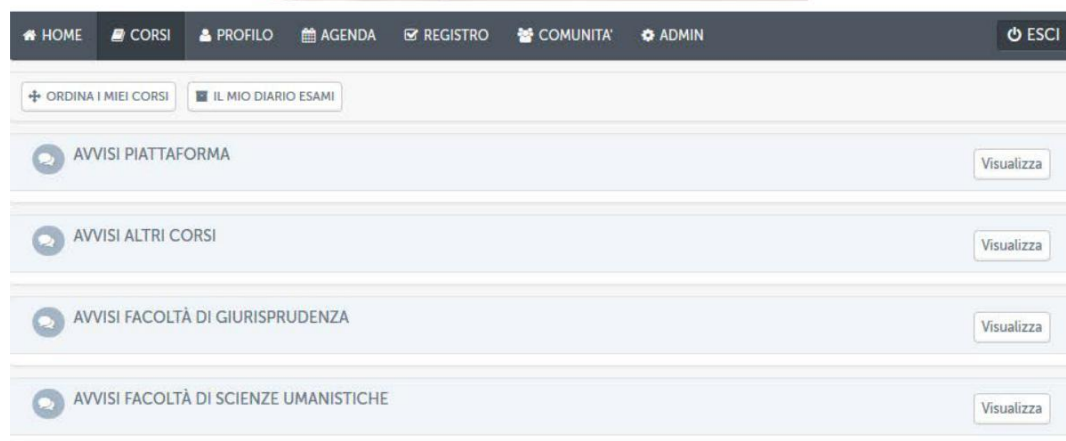 HOME CORSI PROFILO AGENDA REGISTRO COMUNITA' ADMIN ESCI
ORDINA I MIEI CORSI IL MIO DIARIO ESAMI
AVVISI PIATTAFORMA
Visualizza
AVVISI ALTRI CORSI
Visualizza
AVVISI FACOLTÀ DI GIURISPRUDENZA
Visualizza
AVVISI FACOLTÀ DI SCIENZE UMANISTICHE
Visualizza